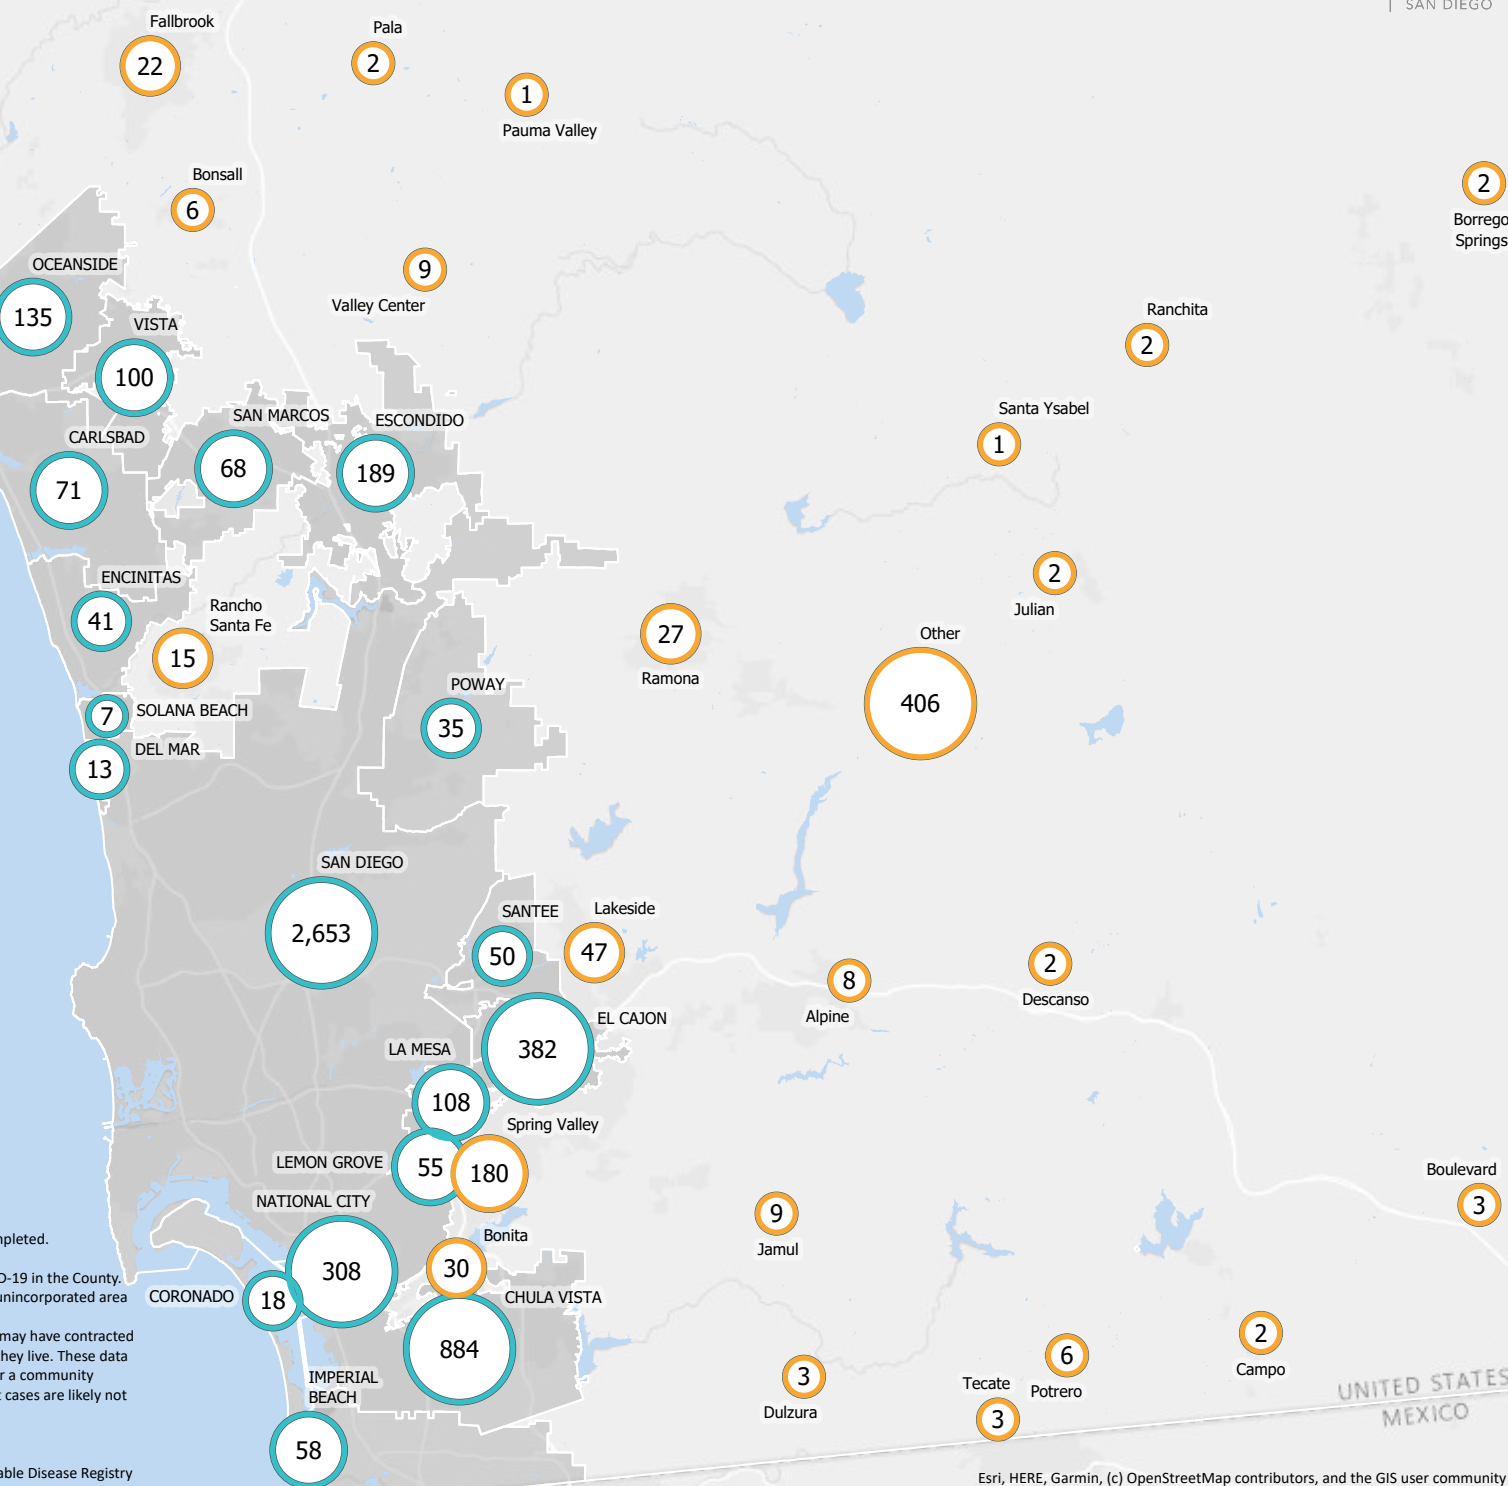 SAN DIEGO
Fallbrook
22
Pala
2
1
Pauma Valley
Bonsall
6
2
Borrego
Springs
OCEANSIDE
135
9
Valley Center
VISTA
100
Ranchita
2
SAN MARCOS
68
ESCONDIDO
189
CARLSBAD
71
Santa Ysabel
1
ENCINITAS
41
Rancho
Santa Fe
15
2
Julian
27
Ramona
Other
406
7
SOLANA BEACH
POWAY
35
DEL MAR
13
SAN DIEGO
2,653
SANTEE
50
Lakeside
47
8
Alpine
2
Descanso
EL CAJON
382
LA MESA
108
Spring Valley
180
LEMON GROVE
55
NATIONAL CITY
308
Bonita
30
9
Jamul
Boulevard
3
CORONADO
18
CHULA VISTA
884
IMPERIAL
BEACH
58
3
Dulzura
Tecate
3
6
Potrero
2
Campo
UNITED STATES
MEXICO
mpleted.
D-19 in the County.
unincorporated area
may have contracted
they live. These data
or a community
t cases are likely not
able Disease Registry
Esri, HERE, Garmin, (c) OpenStreetMap contributors, and the GIS user community